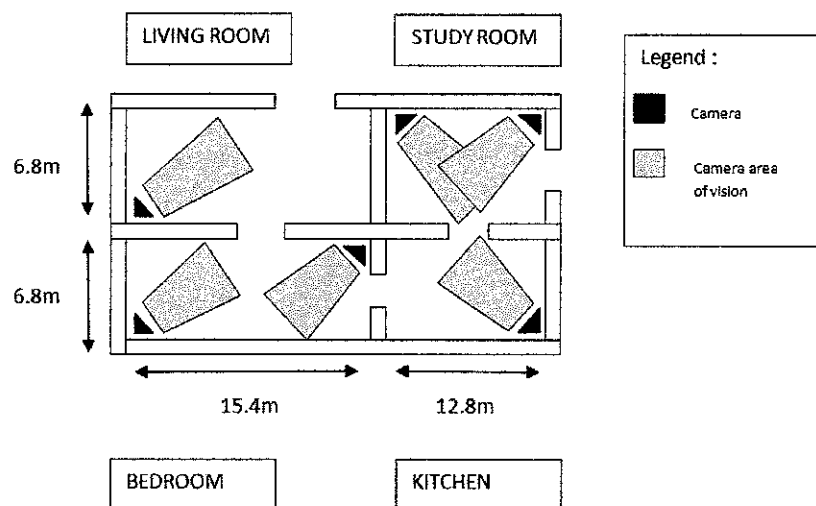 LIVING ROOM
STUDY ROOM
Legend :
Camera
Camera area
of vision
6.8m
6.8m
15.4m
12.8m
BEDROOM
KITCHEN